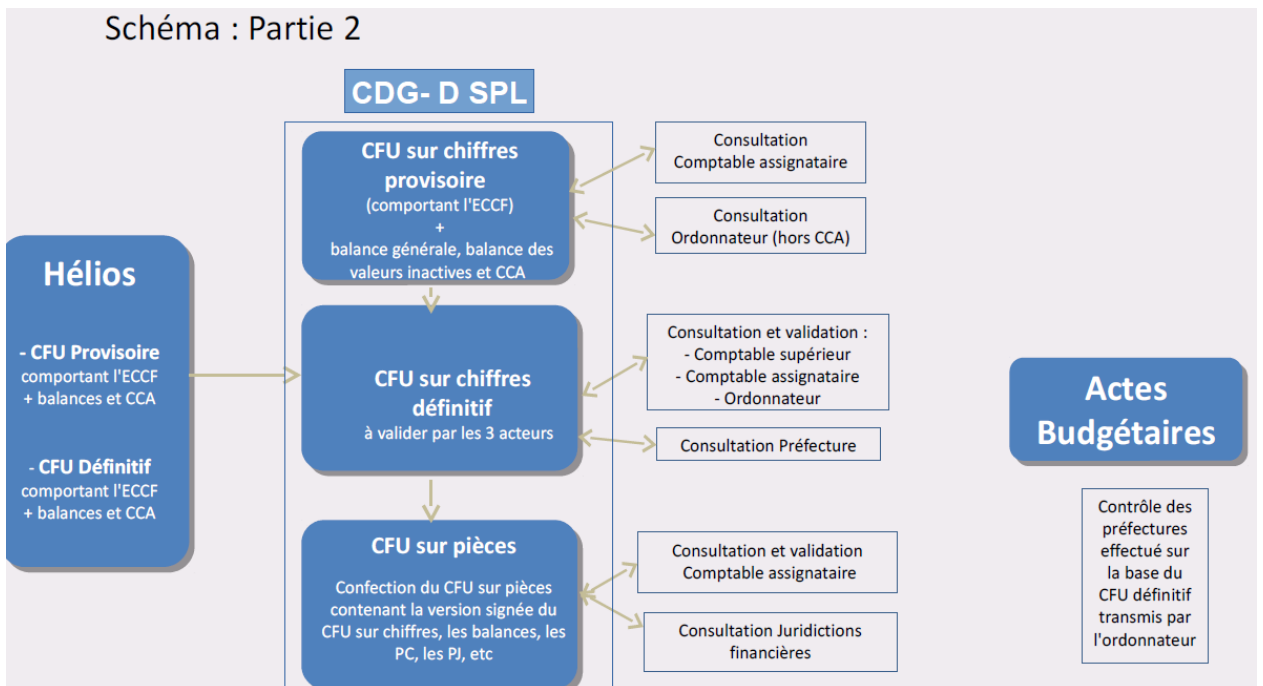 Schéma : Partie 2
CDG- D SPL
Hélios
- CFU Provisoire
comportant l'ECCF
+ balances et CCA
- CFU Définitif
comportant l'ECCF
+ balances et CCA
CFU sur chiffres
provisoire
(comportant l'ECCF)
+
balance générale, balance des
valeurs inactives et CCA
Consultation
Comptable assignataire
Consultation
Ordonnateur (hors CCA)
CFU sur chiffres
définitif
à valider par les 3 acteurs
Consultation et validation :
- Comptable supérieur
- Comptable assignataire
- Ordonnateur
Consultation Préfecture
CFU sur pièces
Confection du CFU sur pièces
contenant la version signée du
CFU sur chiffres, les balances, les
PC, les PJ, etc
Consultation et validation
Comptable assignataire
Consultation Juridictions
financières
Actes
Budgétaires
Contrôle des
préfectures
effectué sur
la base du
CFU définitif
transmis par
l'ordonnateur